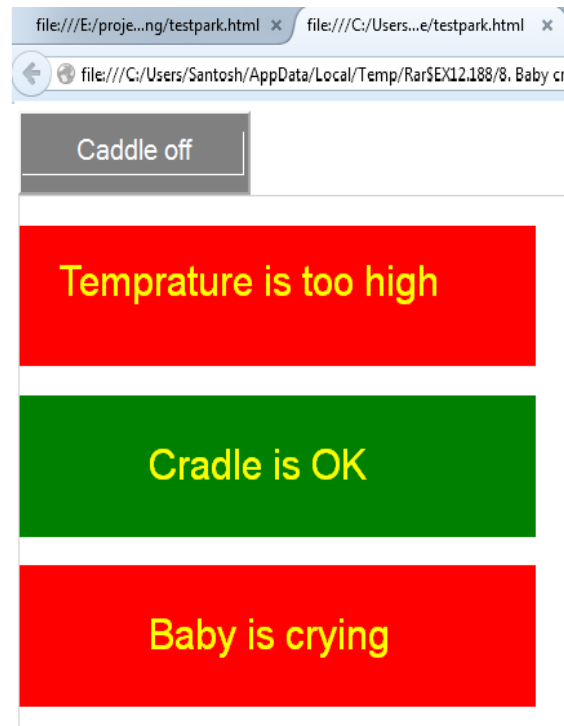 file:///E:/proje...ng/testpark.html × file:///C:/Users...e/testpark.html ×
file:///C:/Users/Santosh/AppData/Local/Temp/Rar$EX12.188/8. Baby cr
Caddle off
Temprature is too high
Cradle is OK
Baby is crying